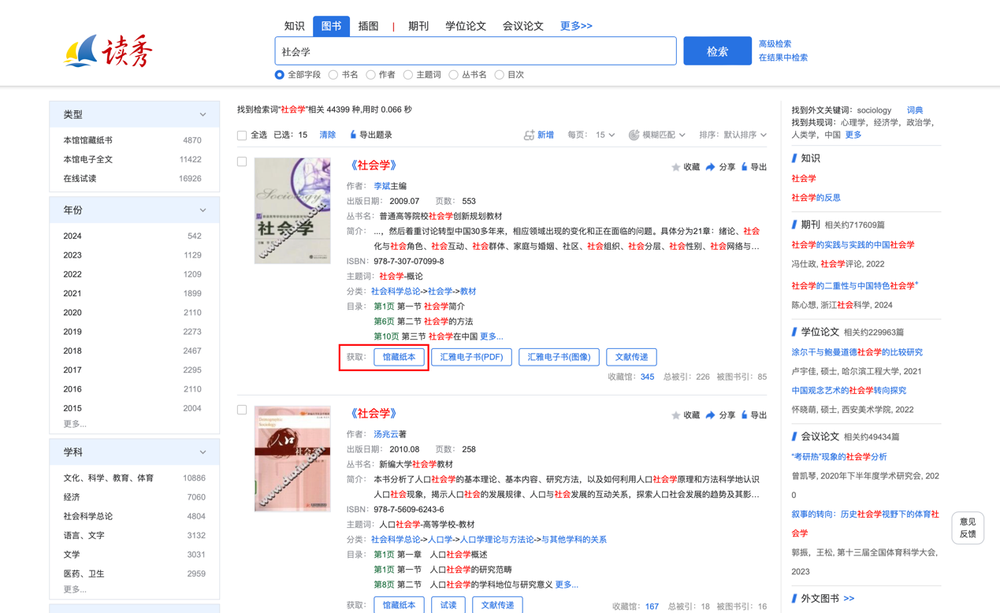 知识 图书 插图 | 期刊 学位论文 会议论文 更多>>
读秀
社会学 检索 高级检索
在结果中检索
全部字段 书名 作者 主题词 丛书名 目次
类型
本馆馆藏纸书 4870
本馆电子全文 11422
在线试读 16926
年份
2024 542
2023 1129
2022 1209
2021 1899
2020 2110
2019 2273
2018 2467
2017 2295
2016 2110
2015 2004
更多...
学科
文化、科学、教育、体育 10886
经济 7060
社会科学总论 4804
语言、文字 3132
文学 3031
医药、卫生 2959
更多...
找到检索词“社会学”相关 44399 种,用时 0.066 秒
全选 已选：15 清除 导出题录 新增 每页： 15 模糊匹配 排序： 默认排序
Sociology
社会学
www.duxiu.com
《社会学》 收藏 分享 导出
作者： 李斌主编
出版日期： 2009.07 页数： 553
丛书名： 普通高等院校社会学创新规划教材
简介： ...，然后着重讨论转型中国30多年来，相应领域出现的变化和正在面临的问题。具体分为21章：绪论、社会
化与社会角色、社会互动、社会群体、家庭与婚姻、社区、社会组织、社会分层、社会性别、社会网络与...
ISBN： 978-7-307-07099-8
主题词： 社会学-概论
分类： 社会科学总论->社会学->教材
目录： 第1页 第一节 社会学简介
第6页 第二节 社会学的方法
第10页 第三节 社会学在中国 更多...
获取： 馆藏纸本 汇雅电子书(PDF) 汇雅电子书(图像) 文献传递
收藏馆： 345 总被引： 226 被图书引： 85
Demographic
Sociology
人口
社会学
www.duxiu.com
《社会学》 收藏 分享 导出
作者： 汤兆云著
出版日期： 2010.08 页数： 258
丛书名： 新编大学社会学教材
简介： 本书分析了人口社会学的基本理论、基本内容、研究方法，以及如何利用人口社会学原理和方法科学地认识
人口社会现象，揭示人口社会的发展规律、人口与社会发展的互动关系，探索人口社会发展的趋势及其影...
ISBN： 978-7-5609-6243-6
主题词： 人口社会学-高等学校-教材
分类： 社会科学总论->人口学->人口学理论与方法论->与其他学科的关系
目录： 第1页 第一章 人口社会学概述
第1页 第一节 人口社会学的研究范畴
第8页 第二节 人口社会学的学科地位与研究意义 更多...
获取： 馆藏纸本 试读 文献传递
收藏馆： 167 总被引： 18 被图书引： 16
找到外文关键词： sociology 词典
找到共现词： 心理学， 经济学， 政治学，
人类学， 中国 更多
知识
社会学
社会学的反思
期刊 相关约717609篇
社会学的实践与实践的中国社会学
冯仕政, 社会学评论, 2022
社会学的二重性与中国特色社会学+
陈心想, 浙江社会科学, 2024
学位论文 相关约229963篇
涂尔干与鲍曼道德社会学的比较研究
卢宇佳, 硕士, 哈尔滨工程大学, 2021
中国观念艺术的社会学转向探究
怀晓萌, 硕士, 西安美术学院, 2022
会议论文 相关约49434篇
“考研热”现象的社会学分析
曾凯琴, 2020年下半年度学术研究会, 202
0
叙事的转向：历史社会学视野下的体育社
会学
郭振，王松, 第十三届全国体育科学大会,
2023
外文图书 >>
意见
反馈